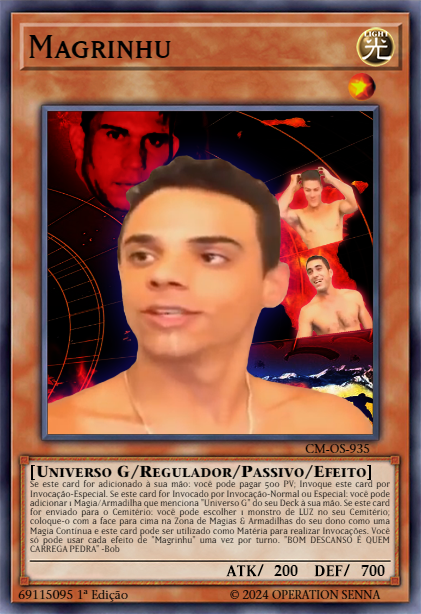 Magrinhu
LIGHT
光
CM-OS-935
[Universo G/Regulador/Passivo/Efeito]
Se este card for adicionado à sua mão: você pode pagar 500 PV; Invoque este card por
Invocação-Especial. Se este card for Invocado por Invocação-Normal ou Especial: você pode
adicionar 1 Magia/Armadilha que menciona "Universo G" do seu Deck à sua mão. Se este card
for enviado para o Cemitério: você pode escolher 1 monstro de LUZ no seu Cemitério;
coloque-o com a face para cima na Zona de Magias & Armadilhas do seu dono como uma
Magia Contínua e este card pode ser utilizado como Matéria para realizar Invocações. Você
só pode usar cada efeito de "Magrinhu" uma vez por turno. "BOM DESCANSO É QUEM
CARREGA PEDRA" -Bob
ATK/ 200 DEF/ 700
69115095 1ª Edição
© 2024 OPERATION SENNA